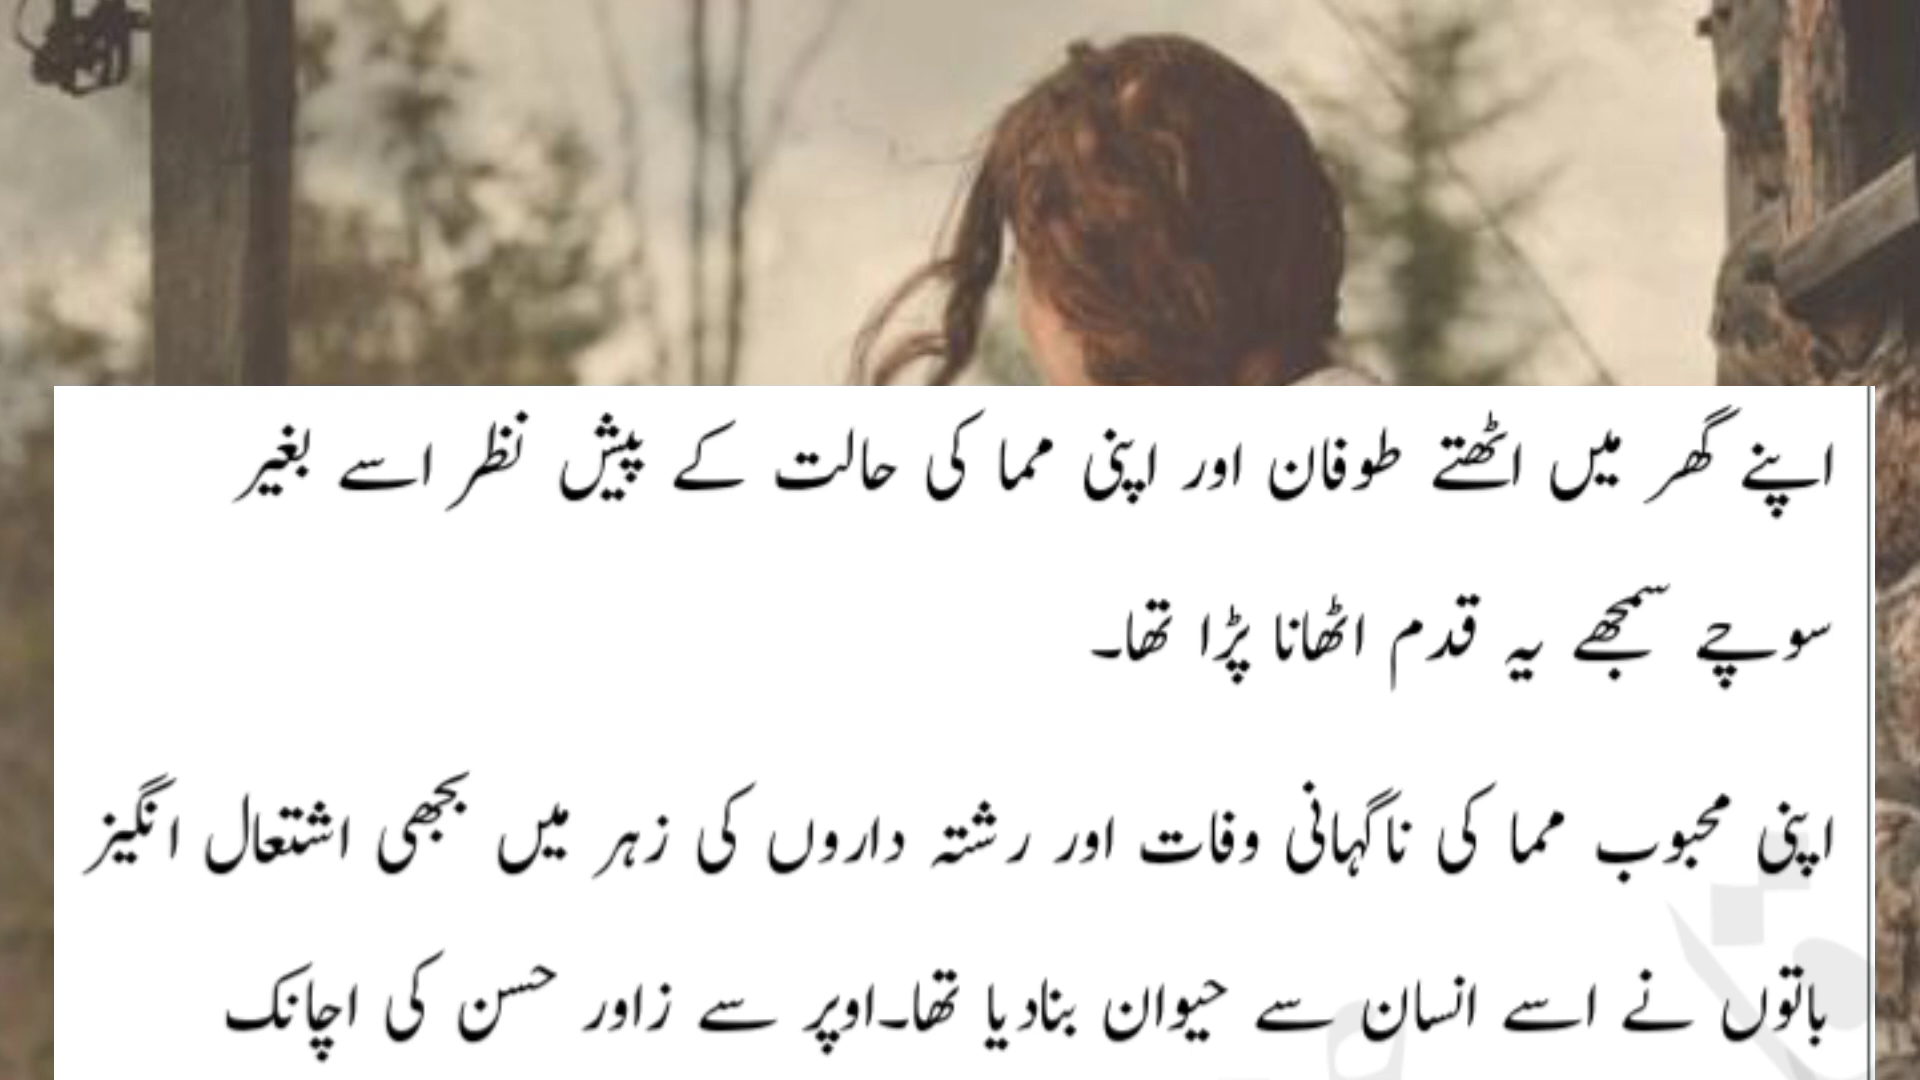 اپنے گھر میں اٹھتے طوفان اور اپنی مما کی حالت کے پیش نظر اسے بغیر
سوچے سمجھے یہ قدم اٹھانا پڑا تھا۔
اپنی محبوب مما کی ناگہانی وفات اور رشتہ داروں کی زہر میں بجھی اشتعال انگیز
باتوں نے اسے انسان سے حیوان بنادیا تھا۔اوپر سے زاور حسن کی اچانک